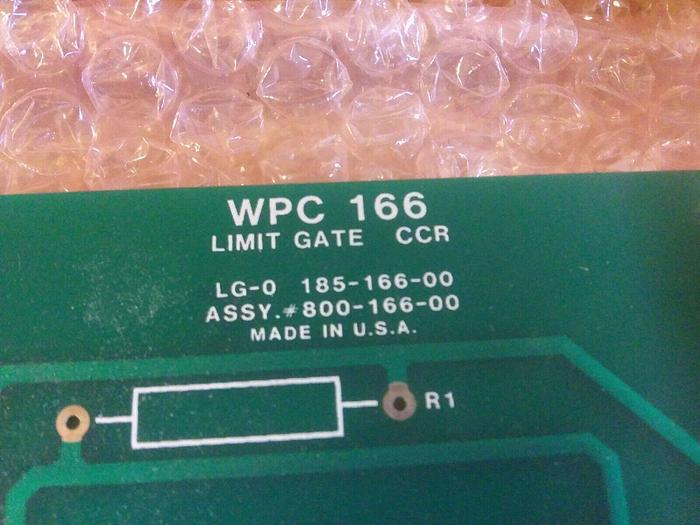 WPC 166
LIMIT GATE CCR
LG-0 185-166-00
ASSY.#800-166-00
MADE IN U.S.A.
R1